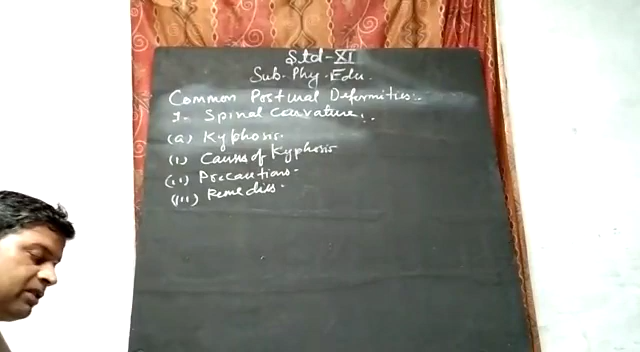 Std-XI
Sub. Phy. Edu.
Common Postural Deformities:.
1. Spinal Curvature:.
(a) Kyphosis.
(i) Causes of Kyphosis
(ii) Precautions.
(iii) Remedies.